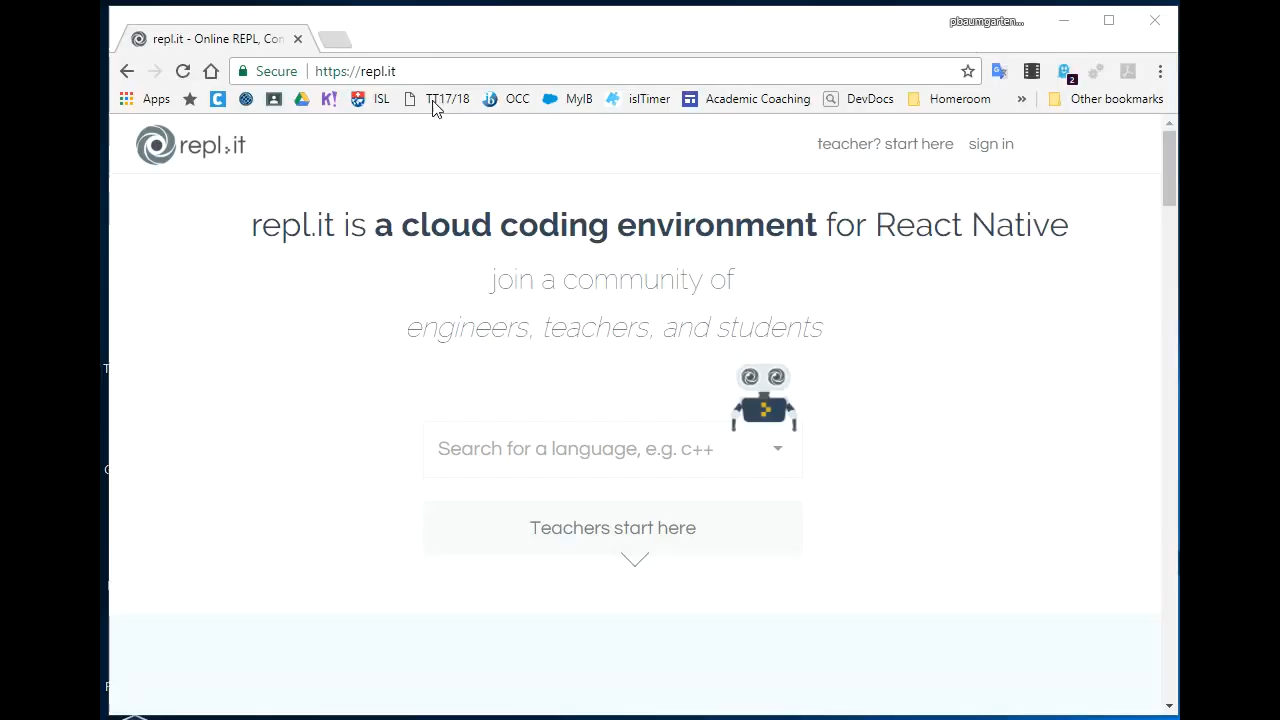 pbaumgarten...
repl.it - Online REPL, Con
Secure https://repl.it
2
Apps ISL TT17/18 OCC MyIB islTimer Academic Coaching DevDocs Homeroom » Other bookmarks
repl.it teacher? start here sign in
repl.it is a cloud coding environment for React Native
join a community of
engineers, teachers, and students
Search for a language, e.g. c++
Teachers start here